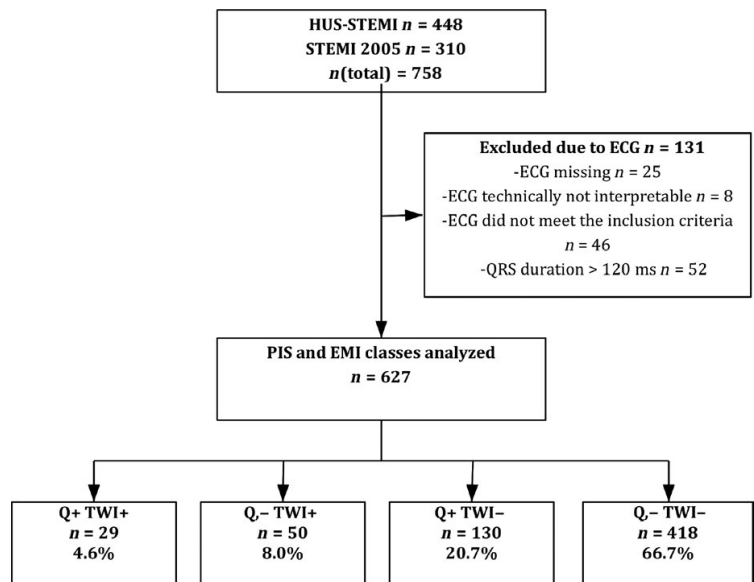 HUS-STEMI n = 448
STEMI 2005 n = 310
n(total) = 758
Excluded due to ECG n = 131
-ECG missing n = 25
-ECG technically not interpretable n = 8
-ECG did not meet the inclusion criteria
n = 46
-QRS duration > 120 ms n = 52
PIS and EMI classes analyzed
n = 627
Q+ TWI+
n = 29
4.6%
Q,− TWI+
n = 50
8.0%
Q+ TWI−
n = 130
20.7%
Q,− TWI−
n = 418
66.7%